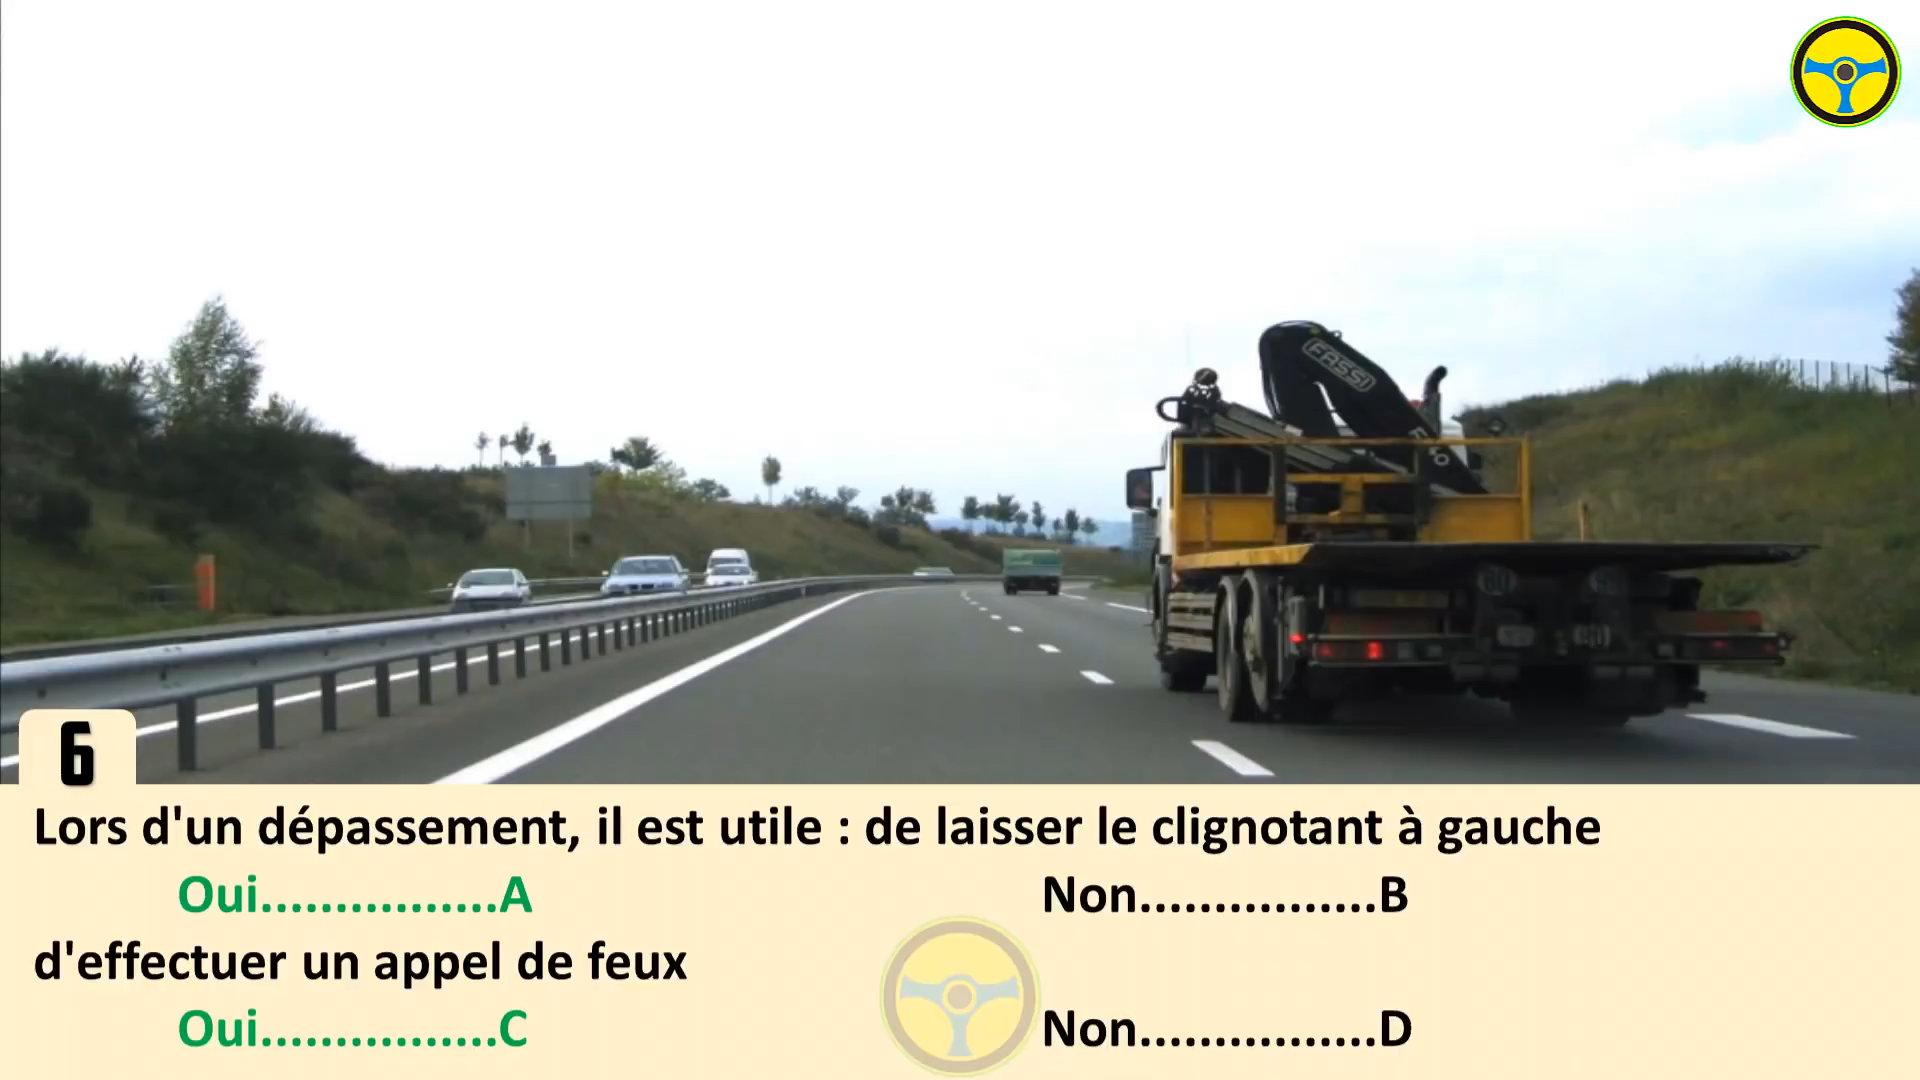 FASSI
6
Lors d'un dépassement, il est utile : de laisser le clignotant à gauche
Oui................A Non................B
d'effectuer un appel de feux
Oui................C Non................D